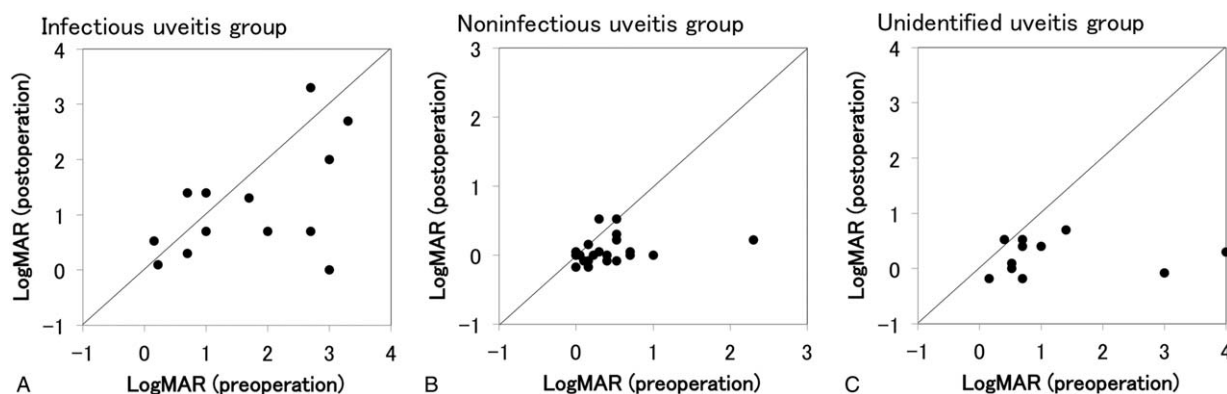 Infectious uveitis group
4
3
2
1
0
−1
−1 0 1 2 3 4
LogMAR (postoperation)
LogMAR (preoperation)
A
Noninfectious uveitis group
3
2
1
0
−1
−1 0 1 2 3
LogMAR (postoperation)
LogMAR (preoperation)
B
Unidentified uveitis group
4
3
2
1
0
−1
−1 0 1 2 3 4
LogMAR (postoperation)
LogMAR (preoperation)
C